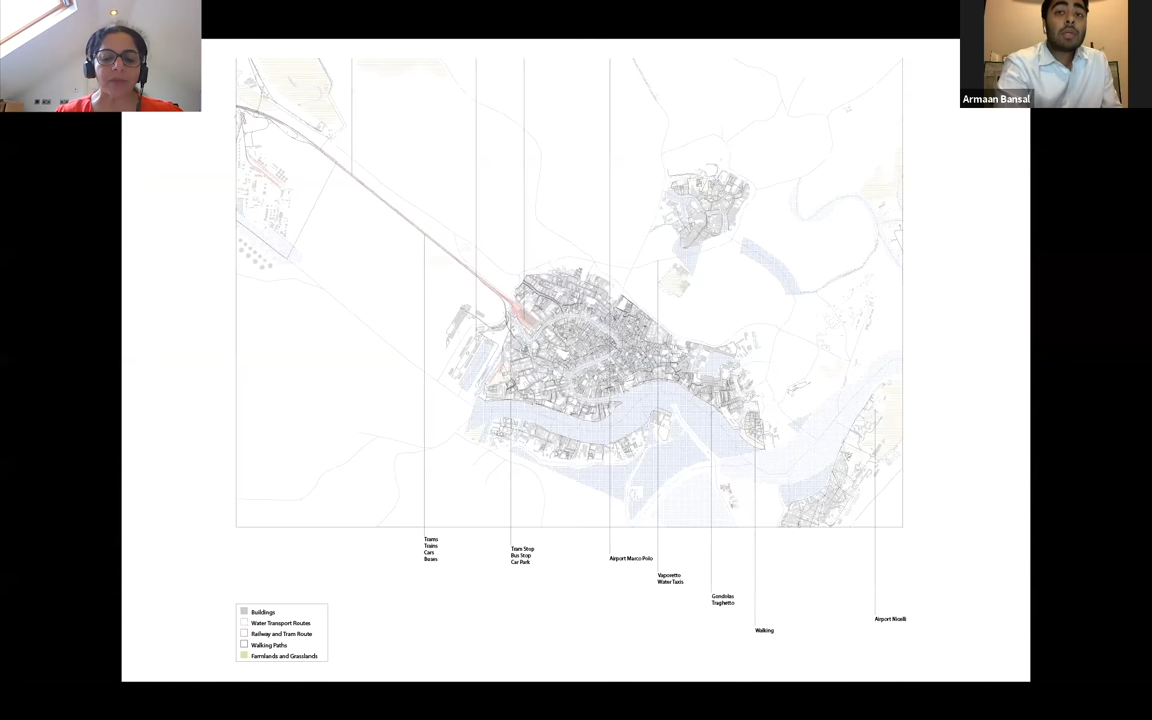 Armaan Bansal
Trams
Trains
Cars
Bears
Tram Stop
Bus Stop
Car Park
Airport Marco Polo
Vaporetto
Water Taxis
Gondolas
Traghetto
Walking
Airport Nicelli
Buildings
Water Transport Routes
Railway and Tram Route
Walking Paths
Farmlands and Grasslands